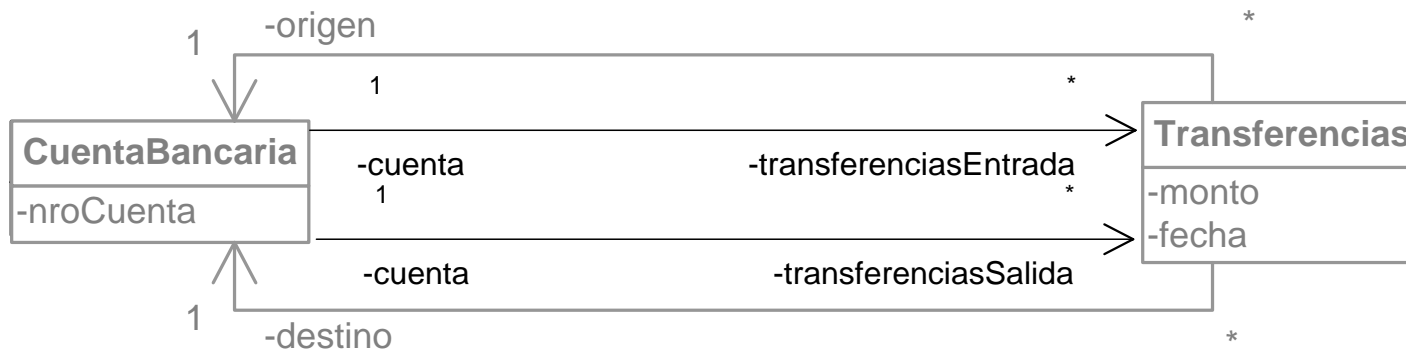 -origen *
1
1 *
CuentaBancaria Transferencias
-cuenta -transferenciasEntrada
1 *
-nroCuenta -monto
-fecha
-cuenta -transferenciasSalida
1
-destino *